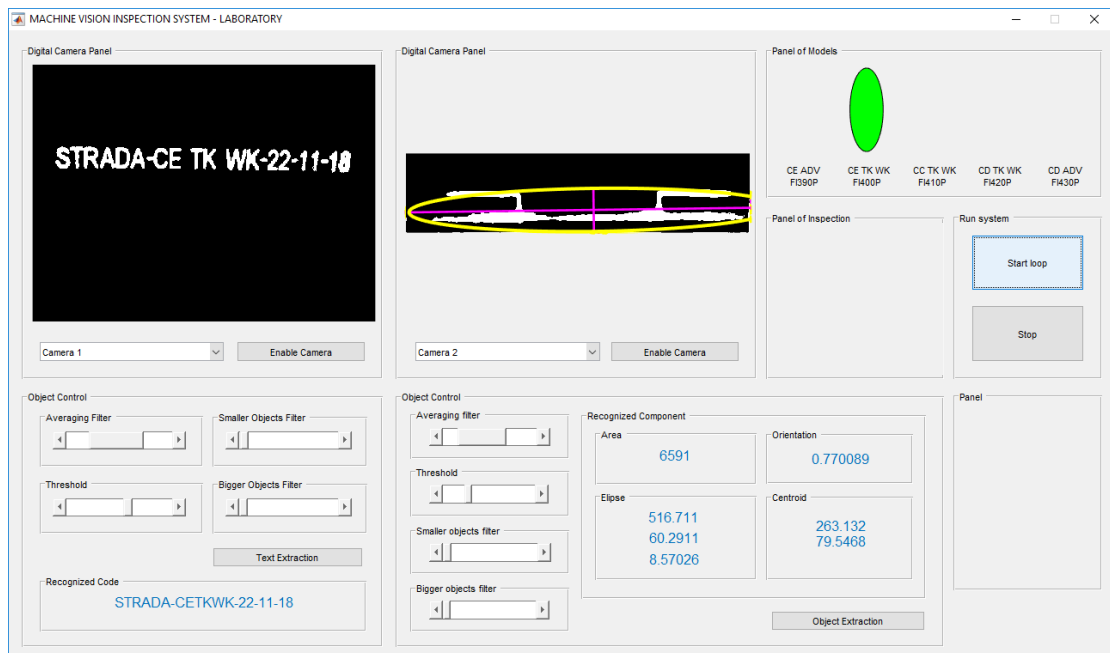 MACHINE VISION INSPECTION SYSTEM - LABORATORY
Digital Camera Panel
STRADA-CE TK WK-22-11-18
Camera 1
Enable Camera
Digital Camera Panel
Camera 2
Enable Camera
Panel of Models
CE ADV
FI390P
CE TK WK
FI400P
CC TK WK
FI410P
CD TK WK
FI420P
CD ADV
FI430P
Panel of Inspection
Run system
Start loop
Stop
Object Control
Averaging Filter
Smaller Objects Filter
Threshold
Bigger Objects Filter
Text Extraction
Recognized Code
STRADA-CETKWK-22-11-18
Object Control
Averaging filter
Threshold
Smaller objects filter
Bigger objects filter
Recognized Component
Area
6591
Orientation
0.770089
Elipse
516.711
60.2911
8.57026
Centroid
263.132
79.5468
Object Extraction
Panel